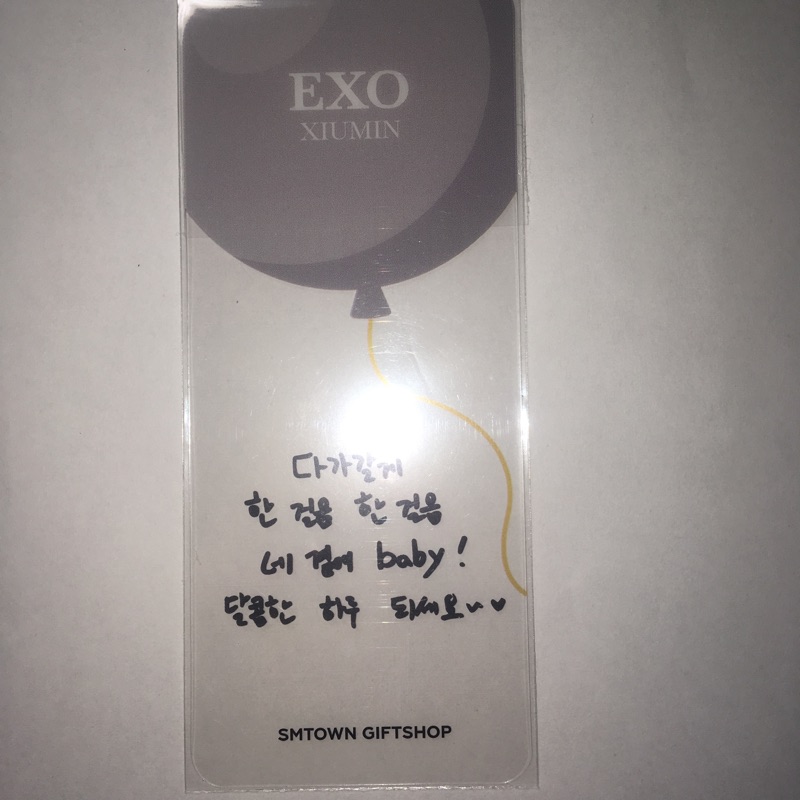 EXO
XIUMIN
다가갈게
한 걸음 한 걸음
네 곁에 baby!
달콤한 하루 되세요~♥
SMTOWN GIFTSHOP